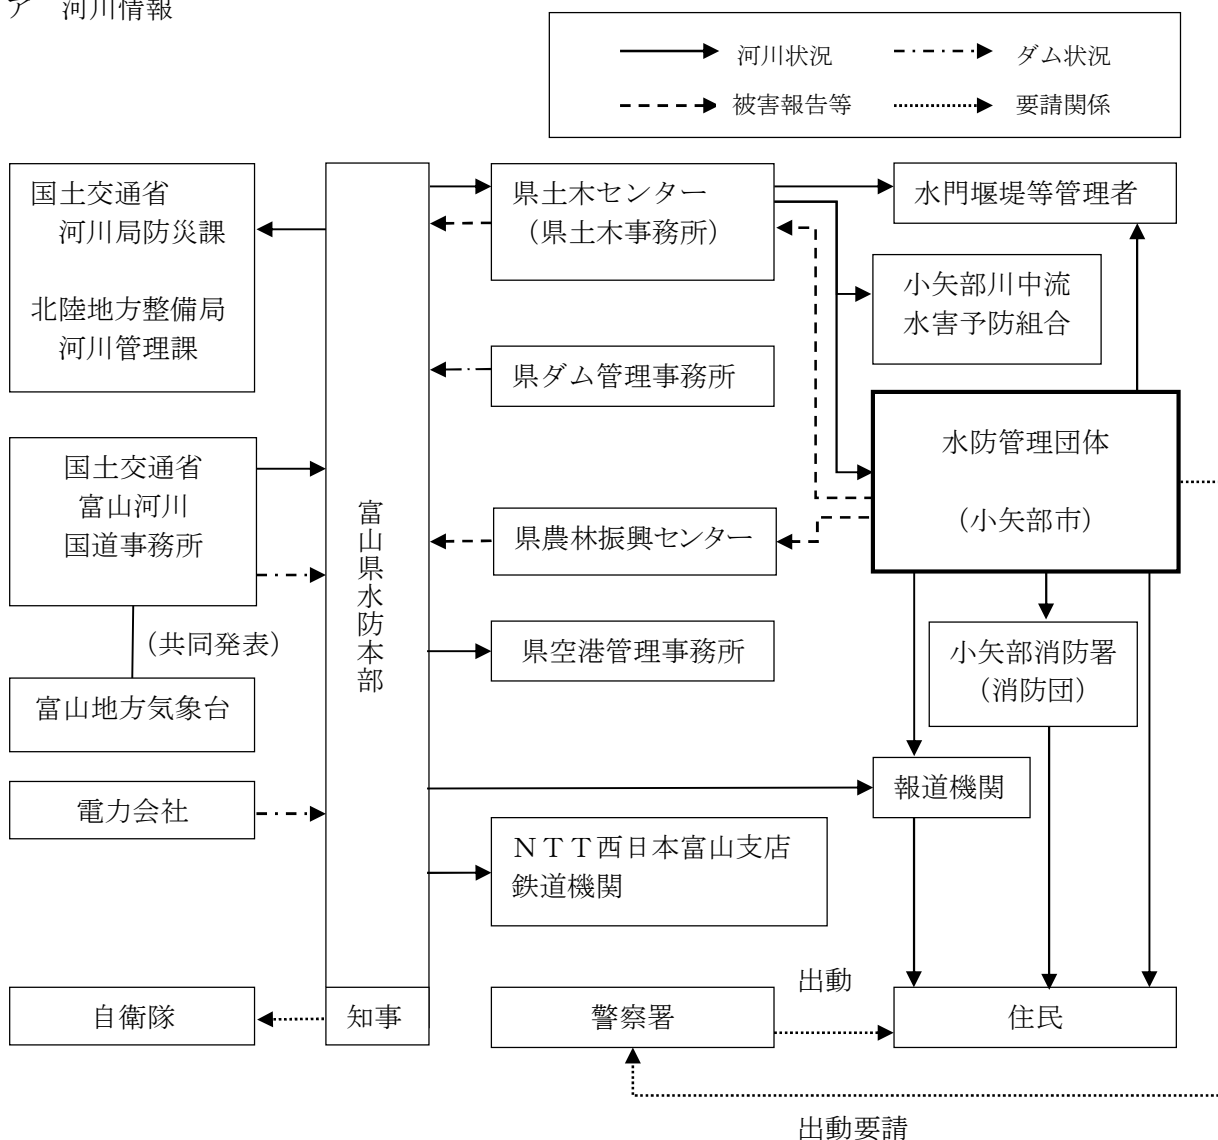 ア　河川情報
河川状況
ダム状況
被害報告等
要請関係
国土交通省
河川局防災課
北陸地方整備局
河川管理課
国土交通省
富山河川
国道事務所
（共同発表）
富山地方気象台
電力会社
自衛隊
富山県水防本部
知事
県土木センター
（県土木事務所）
県ダム管理事務所
県農林振興センター
県空港管理事務所
ＮＴＴ西日本富山支店
鉄道機関
警察署
水門堰堤等管理者
小矢部川中流
水害予防組合
水防管理団体
（小矢部市）
小矢部消防署
（消防団）
報道機関
出動
住民
出動要請